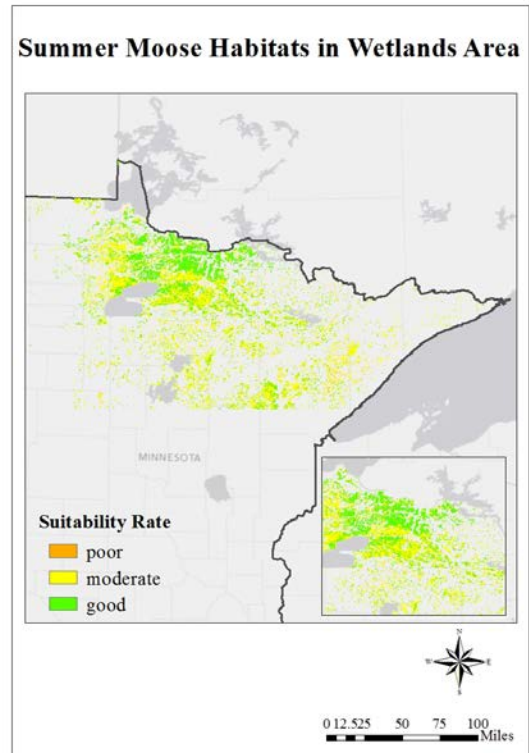 Summer Moose Habitats in Wetlands Area
MINNESOTA
Suitability Rate
poor
moderate
good
N
W E
S
0 12.525 50 75 100
Miles